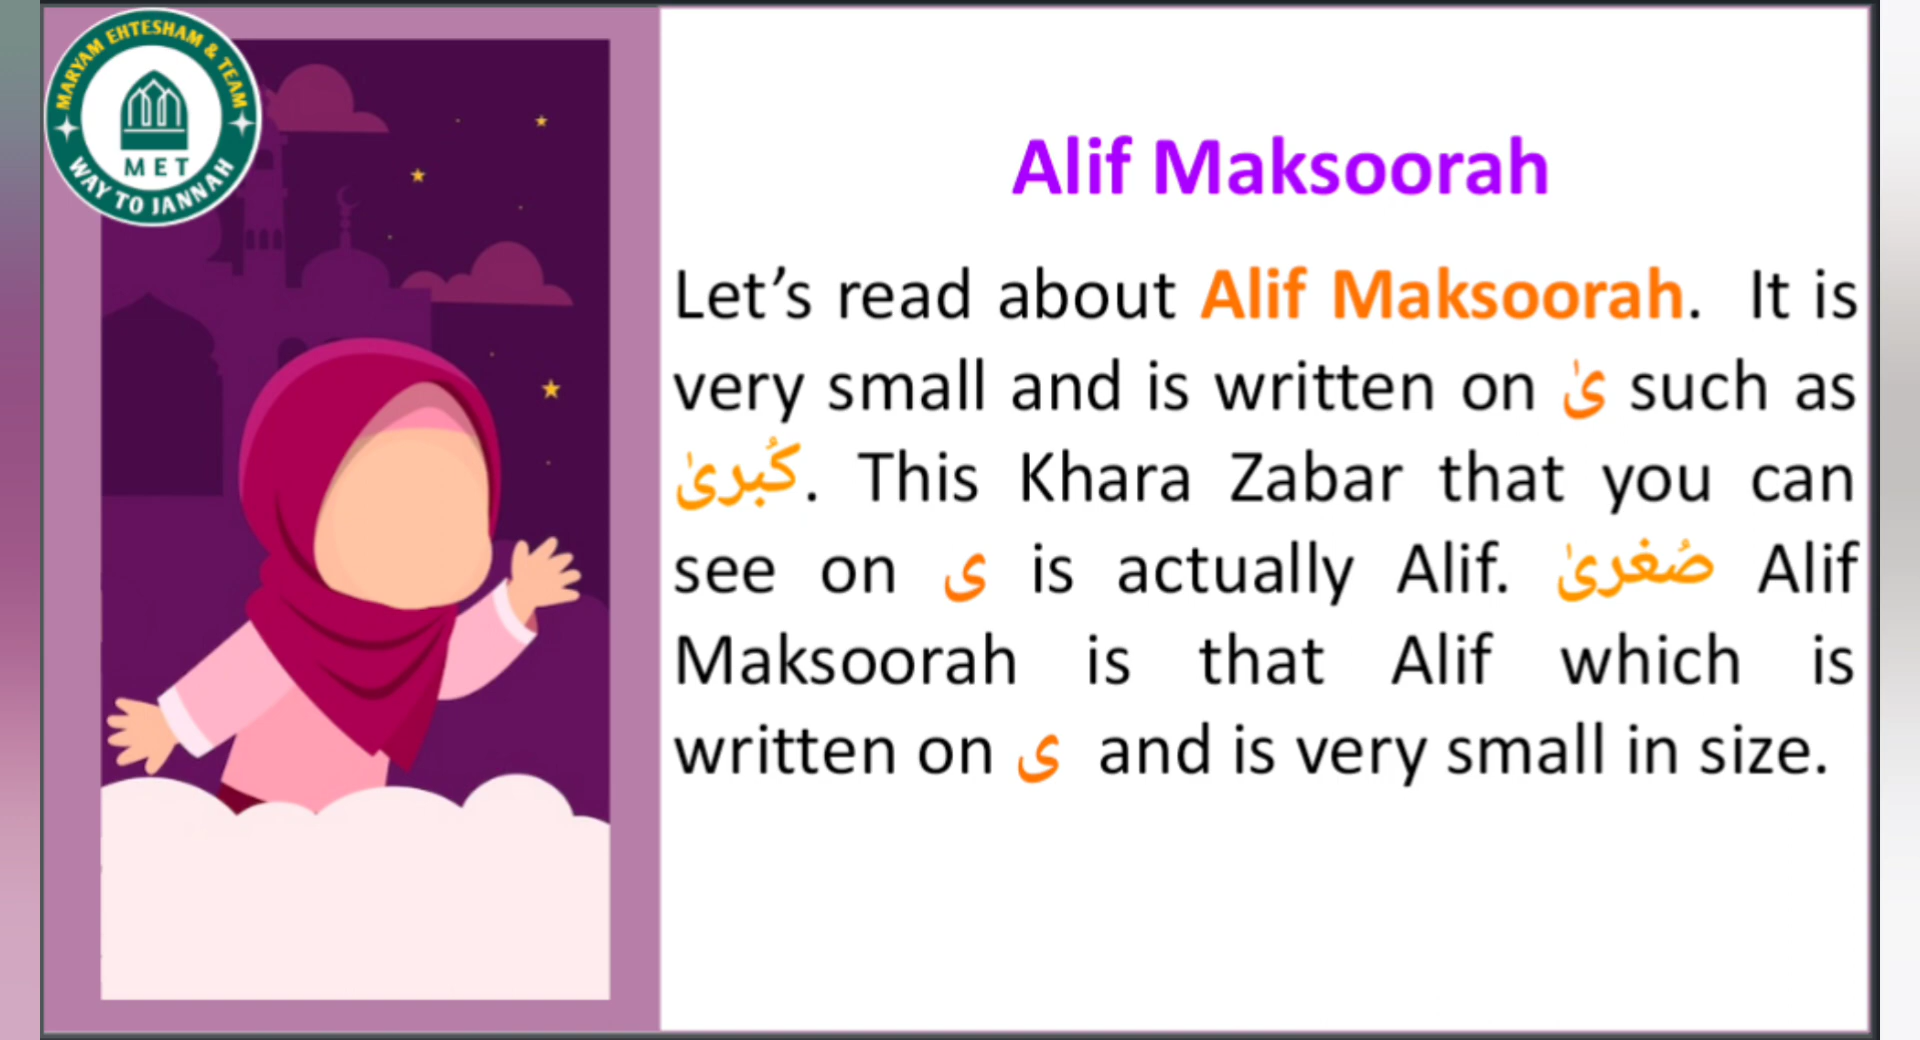 MARYAM EHTESHAM & TEAM
MET
WAY TO JANNAH
Alif Maksoorah
Let’s read about Alif Maksoorah. It is
very small and is written on یٰ such as
کُبریٰ. This Khara Zabar that you can
see on ی is actually Alif. صُغریٰ Alif
Maksoorah is that Alif which is
written on ی and is very small in size.